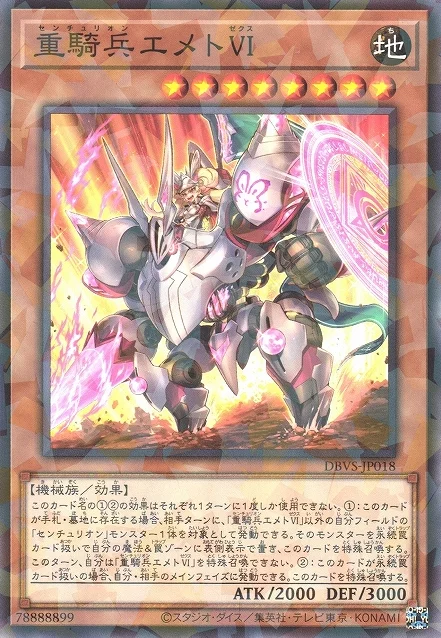 センチュリオン ゼクス
重騎兵エメトⅥ
ち
地
DBVS-JP018
【機械族／効果】
このカード名の①②の効果はそれぞれ１ターンに１度しか使用できない。①：このカード
が手札・墓地に存在する場合、相手ターンに、「重騎兵エメトⅥ」以外の自分フィールドの
「センチュリオン」モンスター１体を対象として発動できる。そのモンスターを永続罠
カード扱いで自分の魔法＆罠ゾーンに表側表示で置き、このカードを特殊召喚する。
このターン、自分は「重騎兵エメトⅥ」を特殊召喚できない。②：このカードが永続罠
カード扱いの場合、自分・相手のメインフェイズに発動できる。このカードを特殊召喚する。
ATK/2000 DEF/3000
78888899 ©スタジオ・ダイス/集英社・テレビ東京・KONAMI